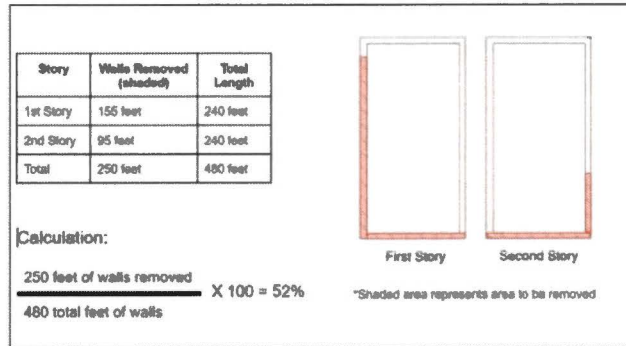 Story Walls Removed (shaded) Total Length
1st Story 155 feet 240 feet
2nd Story 95 feet 240 feet
Total 250 feet 480 feet
First Story Second Story
Calculation:
250 feet of walls removed
X 100 = 52%
480 total feet of walls
*Shaded area represents area to be removed